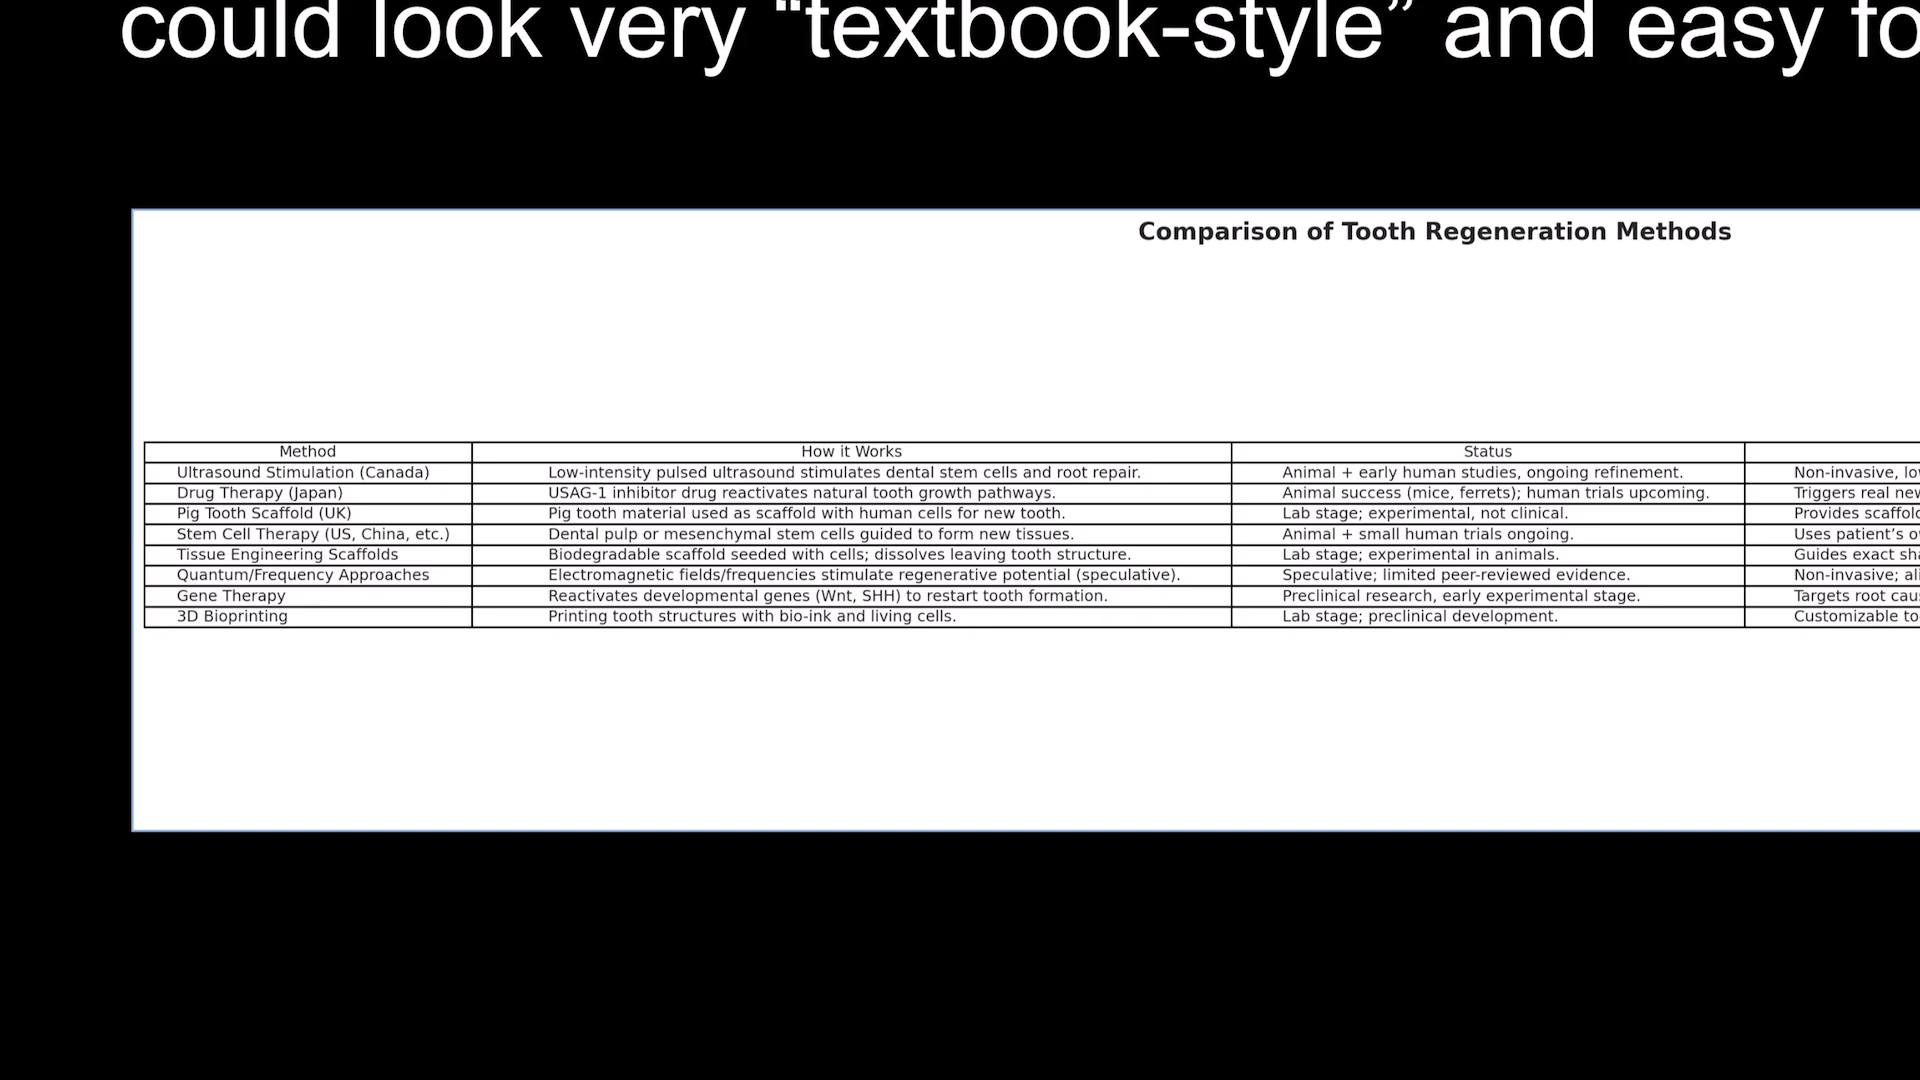 could look very “textbook-style” and easy
Comparison of Tooth Regeneration Methods
Method How it Works Status
Ultrasound Stimulation (Canada) Low-intensity pulsed ultrasound stimulates dental stem cells and root repair. Animal + early human studies, ongoing refinement. Non-invasive,
Drug Therapy (Japan) USAG-1 inhibitor drug reactivates natural tooth growth pathways. Animal success (mice, ferrets); human trials upcoming. Triggers real
Pig Tooth Scaffold (UK) Pig tooth material used as scaffold with human cells for new tooth. Lab stage; experimental, not clinical. Provides
Stem Cell Therapy (US, China, etc.) Dental pulp or mesenchymal stem cells guided to form new tissues. Animal + small human trials ongoing. Uses patient’s
Tissue Engineering Scaffolds Biodegradable scaffold seeded with cells; dissolves leaving tooth structure. Lab stage; experimental in animals. Guides exact
Quantum/Frequency Approaches Electromagnetic fields/frequencies stimulate regenerative potential (speculative). Speculative; limited peer-reviewed evidence. Non-invasive;
Gene Therapy Reactivates developmental genes (Wnt, SHH) to restart tooth formation. Preclinical research, early experimental stage. Targets root
3D Bioprinting Printing tooth structures with bio-ink and living cells. Lab stage; preclinical development. Customizable